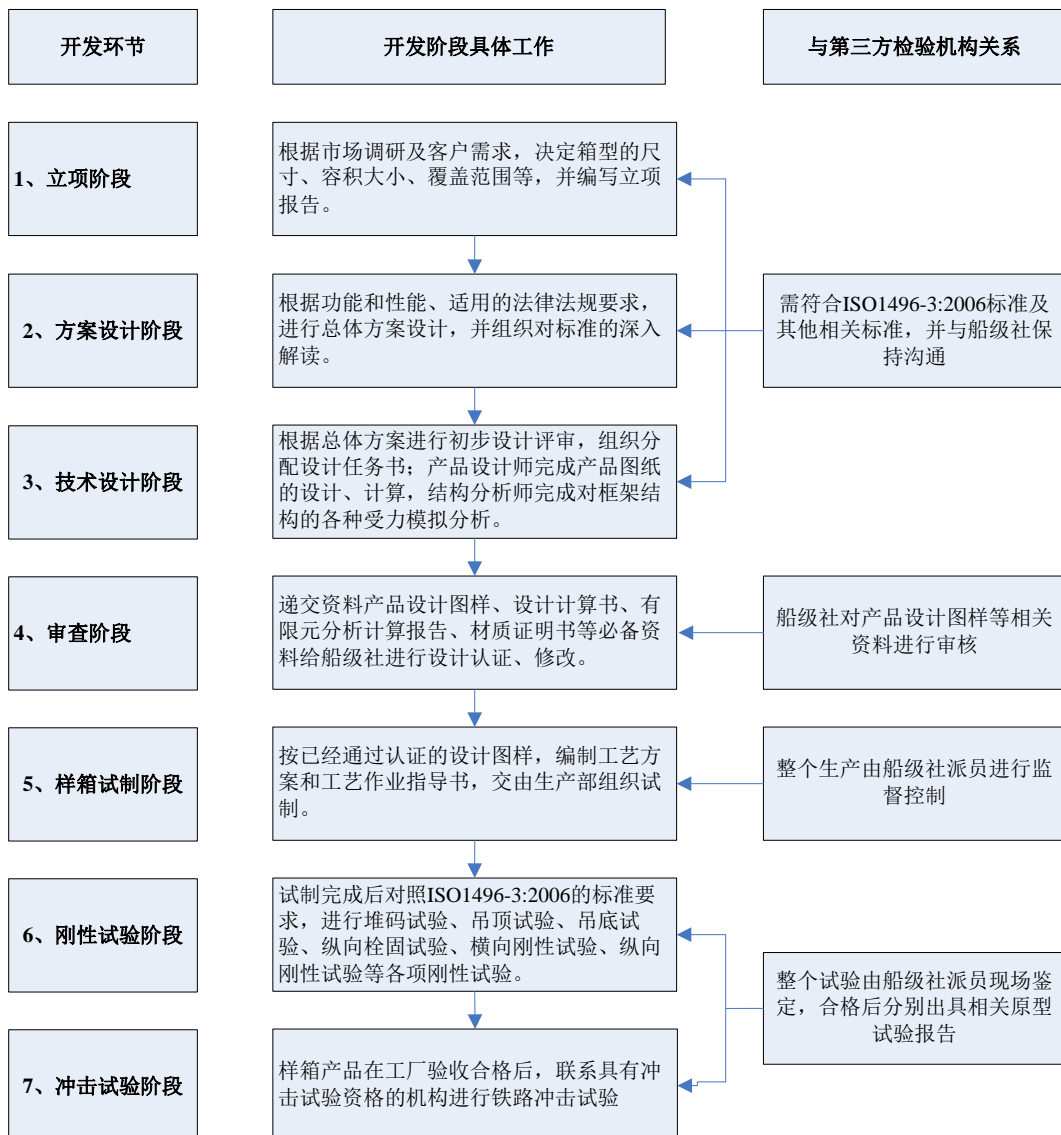 开发环节
开发阶段具体工作
与第三方检验机构关系
1、立项阶段
根据市场调研及客户需求，决定箱型的尺
寸、容积大小、覆盖范围等，并编写立项
报告。
2、方案设计阶段
根据功能和性能、适用的法律法规要求，
进行总体方案设计，并组织对标准的深入
解读。
需符合ISO1496-3:2006标准及
其他相关标准，并与船级社保
持沟通
3、技术设计阶段
根据总体方案进行初步设计评审，组织分
配设计任务书；产品设计师完成产品图纸
的设计、计算，结构分析师完成对框架结
构的各种受力模拟分析。
4、审查阶段
递交资料产品设计图样、设计计算书、有
限元分析计算报告、材质证明书等必备资
料给船级社进行设计认证、修改。
船级社对产品设计图样等相关
资料进行审核
5、样箱试制阶段
按已经通过认证的设计图样，编制工艺方
案和工艺作业指导书，交由生产部组织试
制。
整个生产由船级社派员进行监
督控制
6、刚性试验阶段
试制完成后对照ISO1496-3:2006的标准要
求，进行堆码试验、吊顶试验、吊底试
验、纵向栓固试验、横向刚性试验、纵向
刚性试验等各项刚性试验。
整个试验由船级社派员现场鉴
定，合格后分别出具相关原型
试验报告
7、冲击试验阶段
样箱产品在工厂验收合格后，联系具有冲
击试验资格的机构进行铁路冲击试验